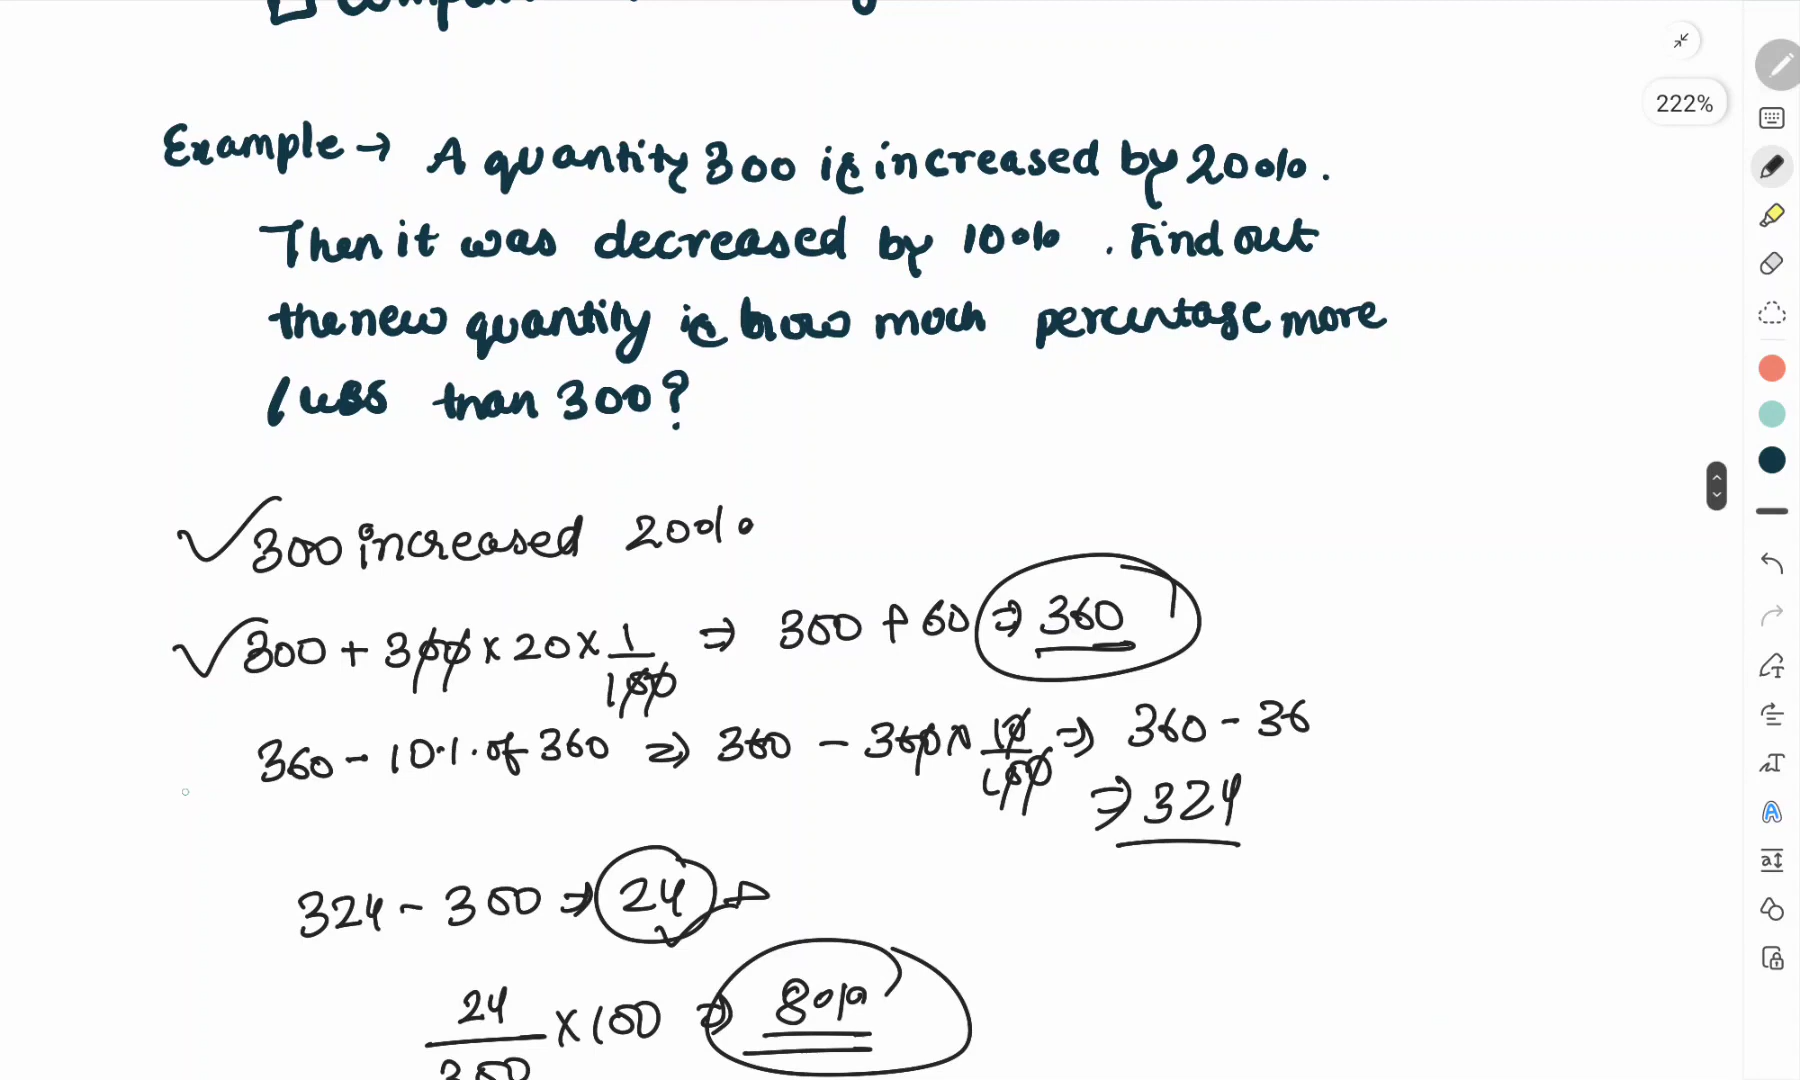 222%
Example → A quantity 300 is increased by 20%.
Then it was decreased by 10% . Find out
the new quantity is how much percentage more
/ less than 300?
✓ 300 increased 20%
✓ 300 + 300 × 20 × 1/100 ⇒ 300 + 60 ⇒ 360
360 - 10% of 360 ⇒ 360 - 360 × 10/100 ⇒ 360 - 36
⇒ 324
324 - 300 ⇒ 24
24/300 × 100 ⇒ 8%